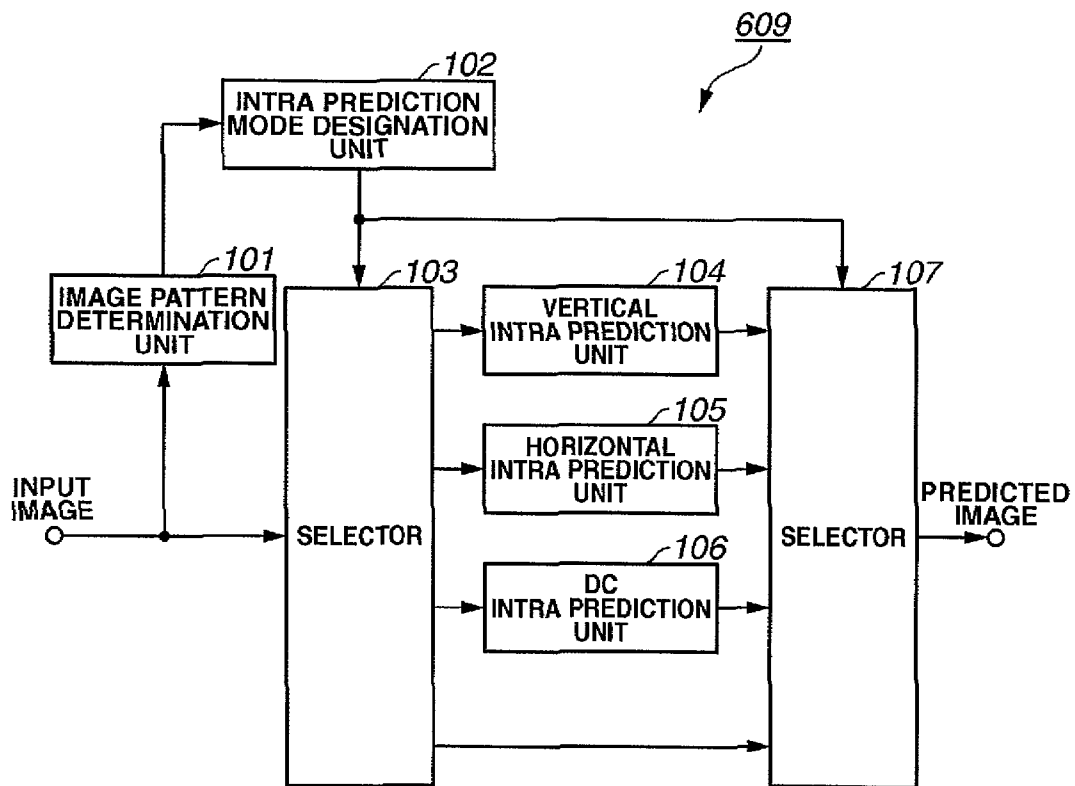 609
102
INTRA PREDICTION
MODE DESIGNATION
UNIT
101
IMAGE PATTERN
DETERMINATION
UNIT
103
104
VERTICAL
INTRA PREDICTION
UNIT
107
105
HORIZONTAL
INTRA PREDICTION
UNIT
INPUT
IMAGE
SELECTOR
106
DC
INTRA PREDICTION
UNIT
SELECTOR
PREDICTED
IMAGE